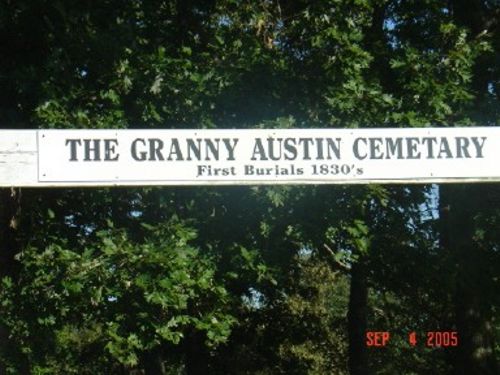 THE GRANNY AUSTIN CEMETARY
First Burials 1830's
SEP 4 2005